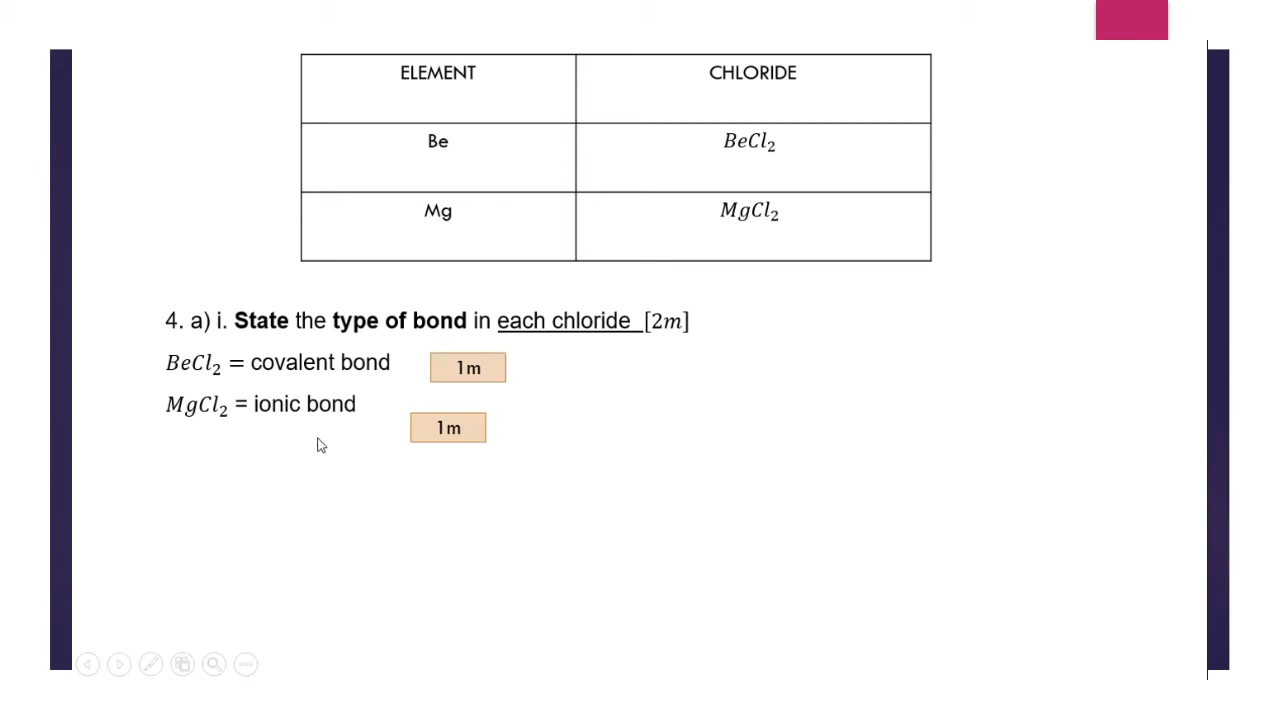 ELEMENT CHLORIDE
Be BeCl₂
Mg MgCl₂
4. a) i. State the type of bond in each chloride [2m]
BeCl₂ = covalent bond 1m
MgCl₂ = ionic bond
1m